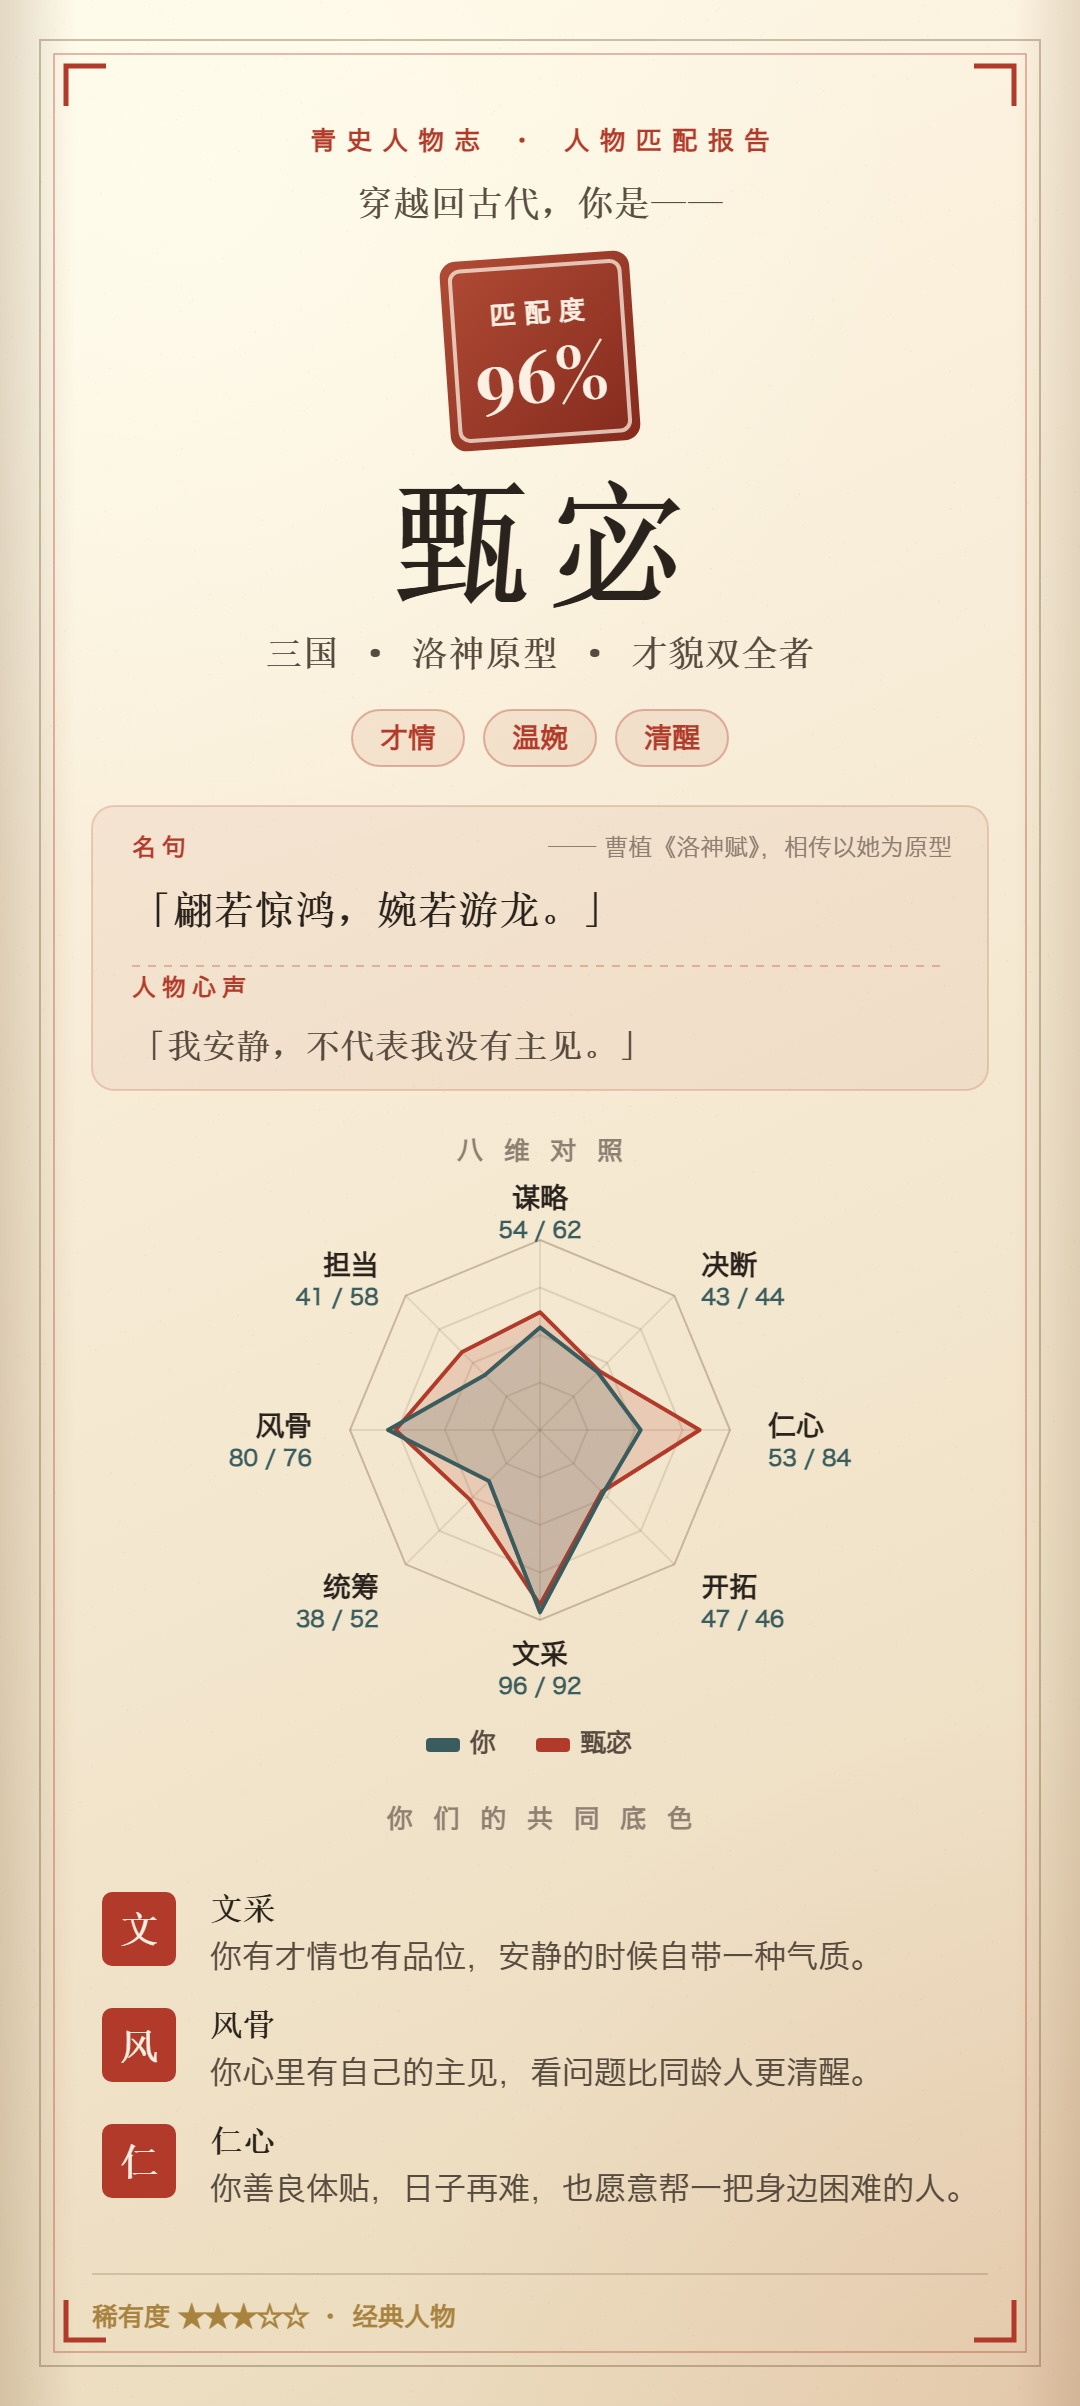 青史人物志 · 人物匹配报告
穿越回古代，你是——
匹配度
96%
甄宓
三国 • 洛神原型 • 才貌双全者
才情 温婉 清醒
名句 —— 曹植《洛神赋》，相传以她为原型
「翩若惊鸿，婉若游龙。」
人物心声
「我安静，不代表我没有主见。」
八维对照
谋略
54 / 62
担当
41 / 58
决断
43 / 44
风骨
80 / 76
仁心
53 / 84
统筹
38 / 52
开拓
47 / 46
文采
96 / 92
你 甄宓
你们的共同底色
文
文采
你有才情也有品位，安静的时候自带一种气质。
风
风骨
你心里有自己的主见，看问题比同龄人更清醒。
仁
仁心
你善良体贴，日子再难，也愿意帮一把身边困难的人。
稀有度 ★★★☆☆ · 经典人物